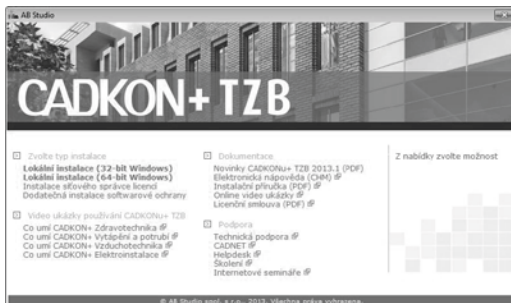 AB Studio
CADKON+ TZB
Zvolte typ instalace
Lokální instalace (32-bit Windows)
Lokální instalace (64-bit Windows)
Instalace síťového správce licencí
Dodatečná instalace softwarové ochrany
Video ukázky používání CADKONu+ TZB
Co umí CADKON+ Zdravotechnika
Co umí CADKON+ Vytápění a potrubí
Co umí CADKON+ Vzduchotechnika
Co umí CADKON+ Elektroinstalace
Dokumentace
Novinky CADKONu+ TZB 2013.1 (PDF)
Elektronická nápověda (CHM)
Instalační příručka (PDF)
Online video ukázky
Licenční smlouva (PDF)
Podpora
Technická podpora
CADNET
Helpdesk
Školení
Internetové semináře
Z nabídky zvolte možnost
© AB Studio spol. s r.o., 2013. Všechna práva vyhrazena.